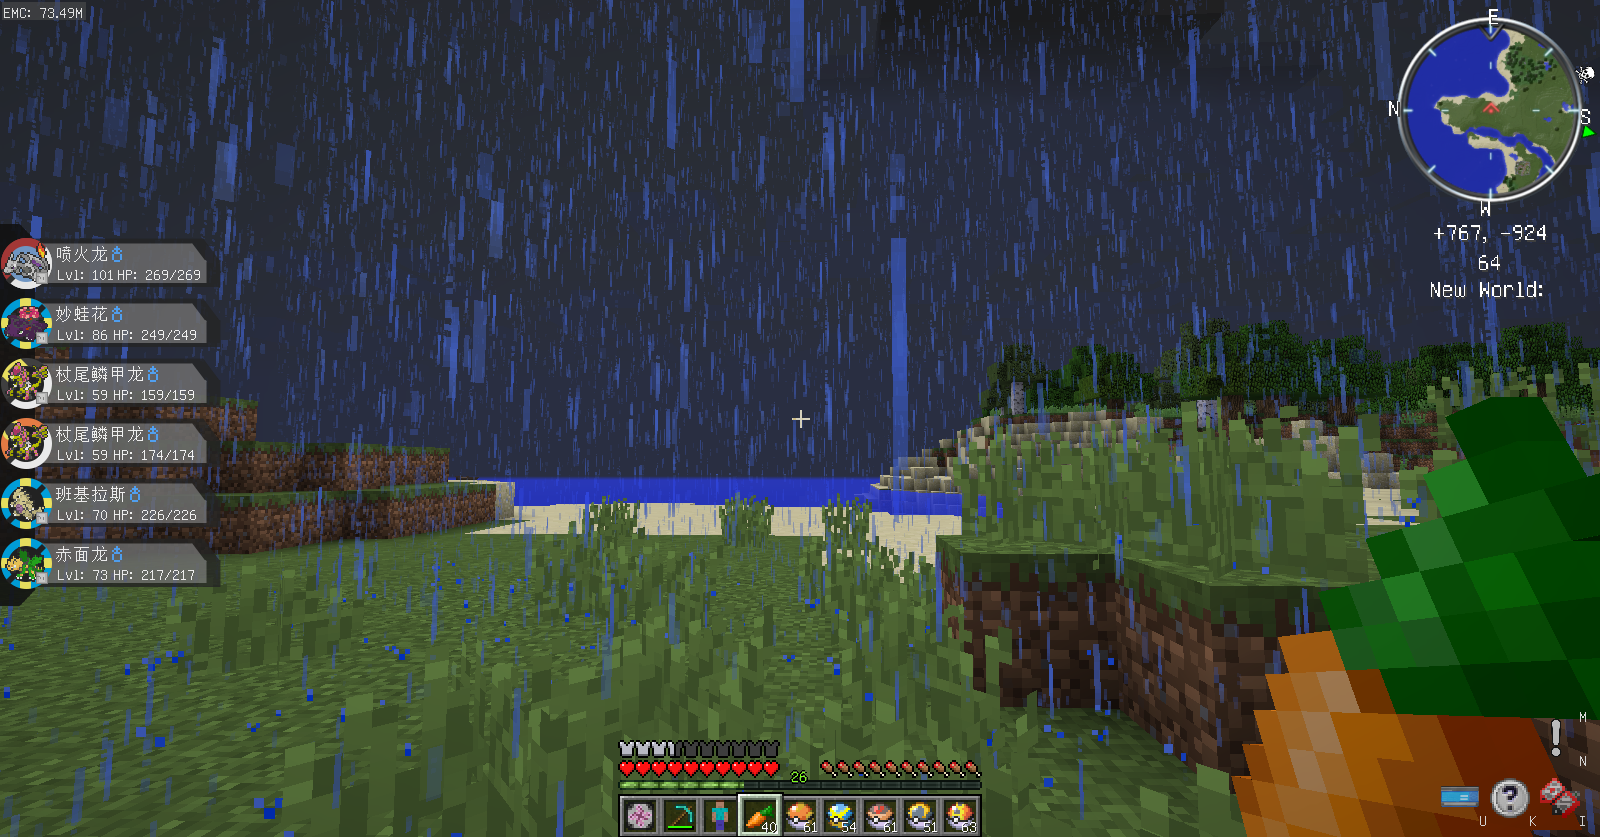 EMC: 73.49M
E
N
S
W
+767, -924
64
New World:
喷火龙
Lvl: 101 HP: 269/269
妙蛙花
Lvl: 86 HP: 249/249
杖尾鳞甲龙
Lvl: 59 HP: 159/159
杖尾鳞甲龙
Lvl: 59 HP: 174/174
班基拉斯
Lvl: 70 HP: 226/226
赤面龙
Lvl: 73 HP: 217/217
26
40
61
54
61
51
63
M
N
U
K
I